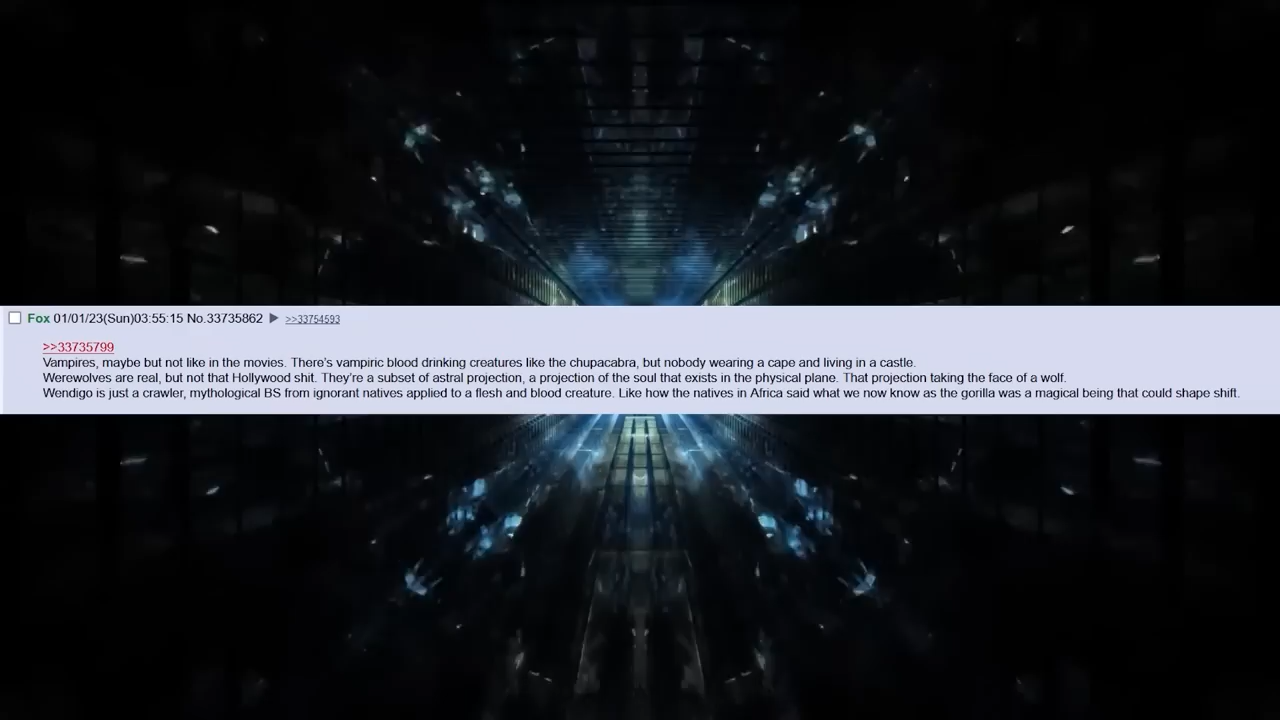 Fox 01/01/23(Sun)03:55:15 No.33735862 ▶ >>33754593
>>33735799
Vampires, maybe but not like in the movies. There's vampiric blood drinking creatures like the chupacabra, but nobody wearing a cape and living in a castle.
Werewolves are real, but not that Hollywood shit. They're a subset of astral projection, a projection of the soul that exists in the physical plane. That projection taking the face of a wolf.
Wendigo is just a crawler, mythological BS from ignorant natives applied to a flesh and blood creature. Like how the natives in Africa said what we now know as the gorilla was a magical being that could shape shift.